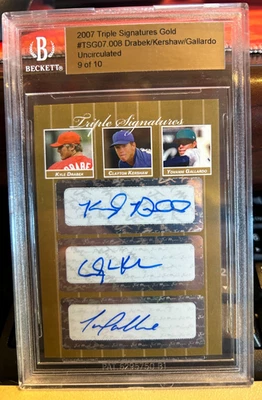 2007 Triple Signatures Gold
#TSG07.008 Drabek/Kershaw/Gallardo
Uncirculated
9 of 10
BECKETT
Triple Signatures
KYLE DRABEK
CLAYTON KERSHAW
YOVANI GALLARDO